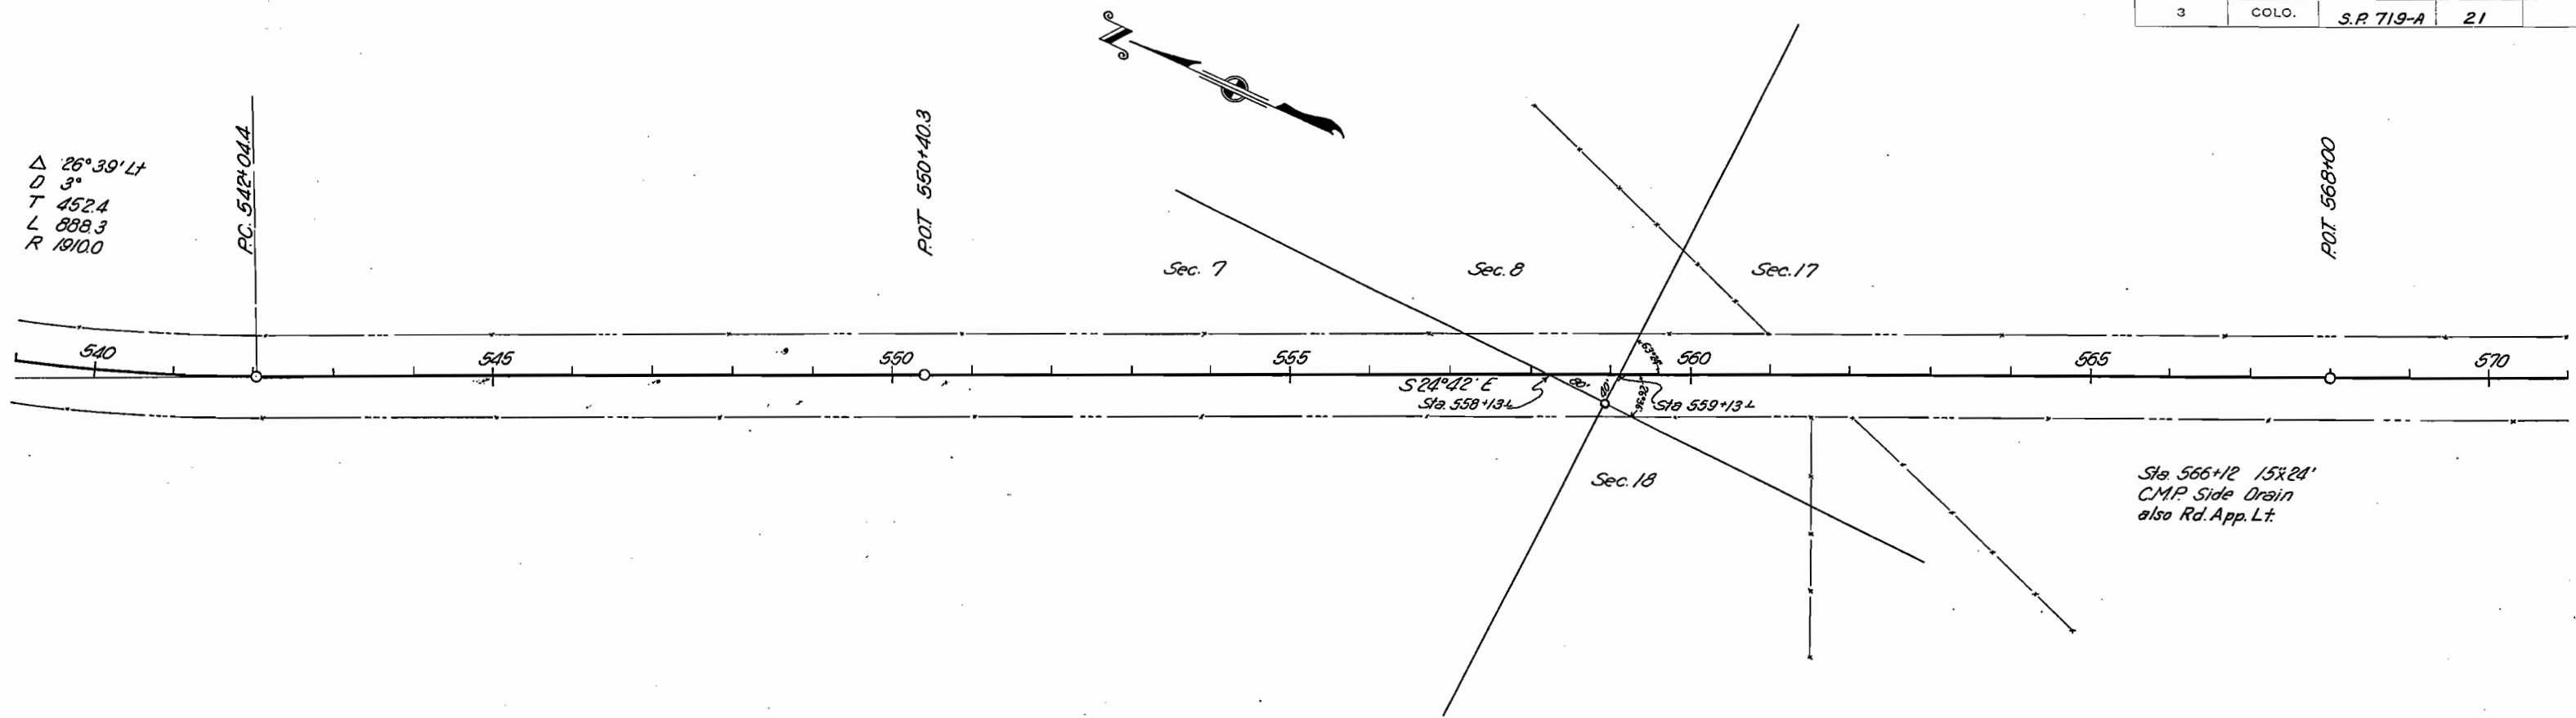 3 COLO. S.P. 719-A 21
N
Δ 26°39' Lt
D 3°
T 452.4
L 888.3
R 1910.0
P.C. 542+04.4
P.O.T. 550+40.3
P.O.T. 568+00
Sec. 7 Sec. 8 Sec. 17
540 545 550 555 560 565 570
S 24°42' E
Sta. 558+13±
80'
40'
Sta 559+13±
Sec. 18
Sta. 566+12 15"x24'
C.M.P. Side Drain
also Rd. App. Lt.